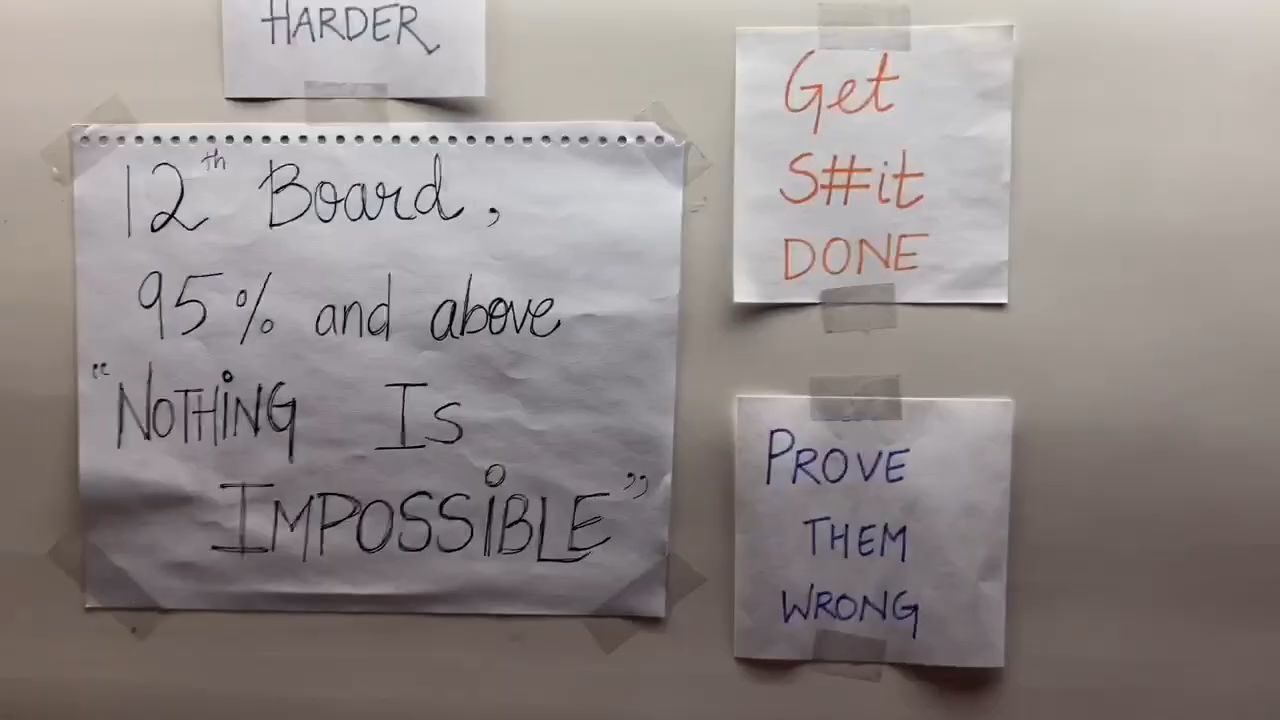 HARDER
12th Board,
95% and above
"NOTHING IS
IMPOSSIBLE"
Get
S#it
DONE
PROVE
THEM
WRONG